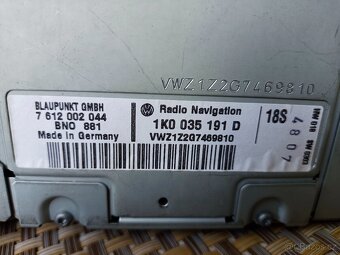 VWZ1Z2G7469810
BLAUPUNKT GMBH
7 612 002 044
BNO 881
Made in Germany
Radio Navigation
1K0 035 191 D
VWZ1Z2G7469810
18S
4807